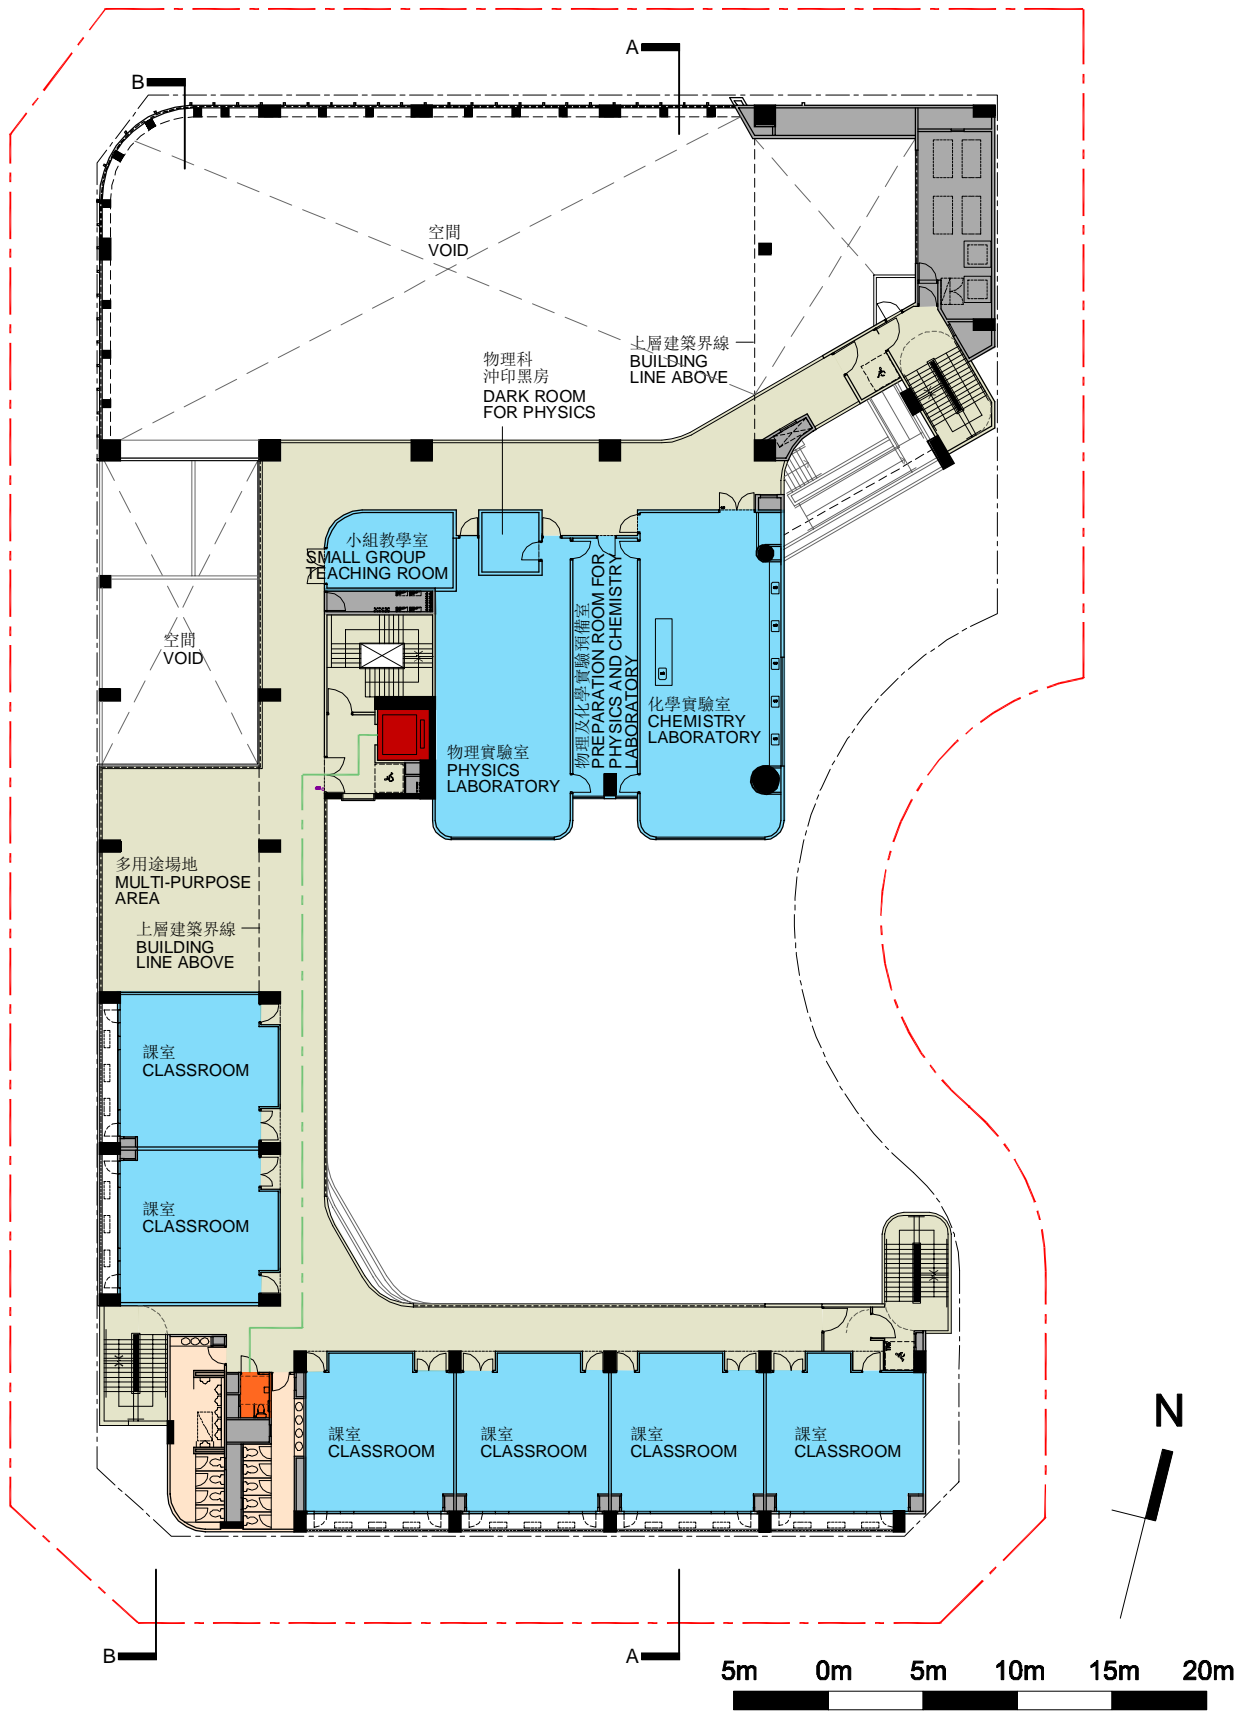 A
B
空間
VOID
上層建築界線
BUILDING
LINE ABOVE
物理科
沖印黑房
DARK ROOM
FOR PHYSICS
小組教學室
SMALL GROUP
TEACHING ROOM
空間
VOID
物理及化學實驗預備室
PREPARATION ROOM FOR
PHYSICS AND CHEMISTRY
LABORATORY
化學實驗室
CHEMISTRY
LABORATORY
物理實驗室
PHYSICS
LABORATORY
多用途場地
MULTI-PURPOSE
AREA
上層建築界線
BUILDING
LINE ABOVE
課室
CLASSROOM
課室
CLASSROOM
課室
CLASSROOM
課室
CLASSROOM
課室
CLASSROOM
課室
CLASSROOM
N
B
A
5m 0m 5m 10m 15m 20m